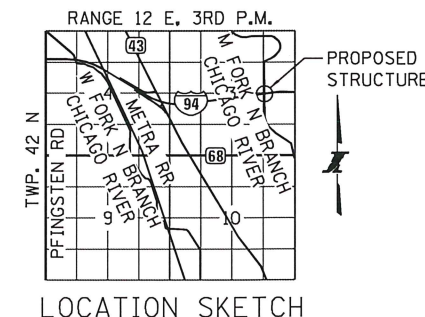 RANGE 12 E, 3RD P.M.
43
PROPOSED
STRUCTURE
94
M FORK N BRANCH
CHICAGO RIVER
W FORK N BRANCH
CHICAGO RIVER
METRA RR
TWP. 42 N
PFINGSTEN RD
68
9
10
LOCATION SKETCH